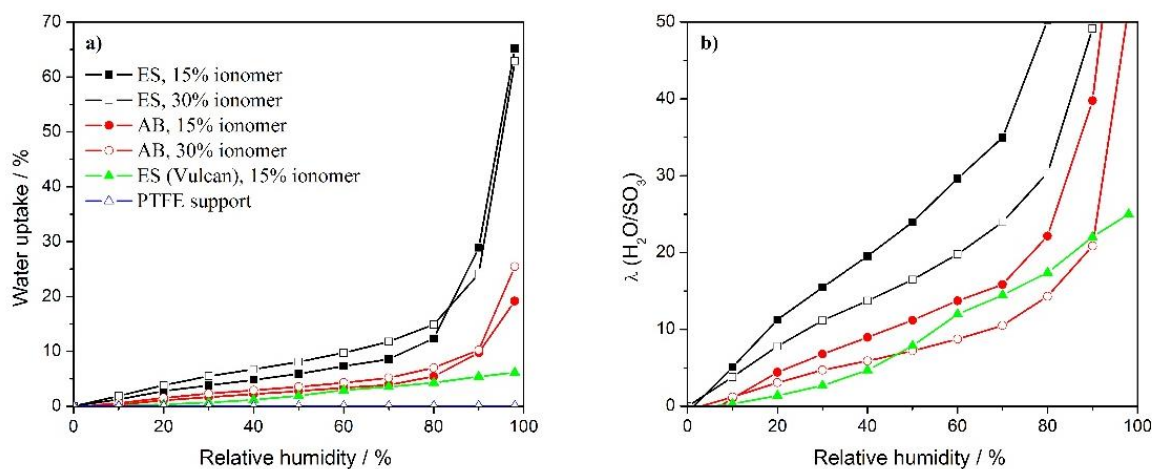 a)
70
60
50
40
30
20
10
0
Water uptake / %
ES, 15% ionomer
ES, 30% ionomer
AB, 15% ionomer
AB, 30% ionomer
ES (Vulcan), 15% ionomer
PTFE support
0 20 40 60 80 100
Relative humidity / %
b)
50
40
30
20
10
0
λ (H₂O/SO₃)
0 20 40 60 80 100
Relative humidity / %